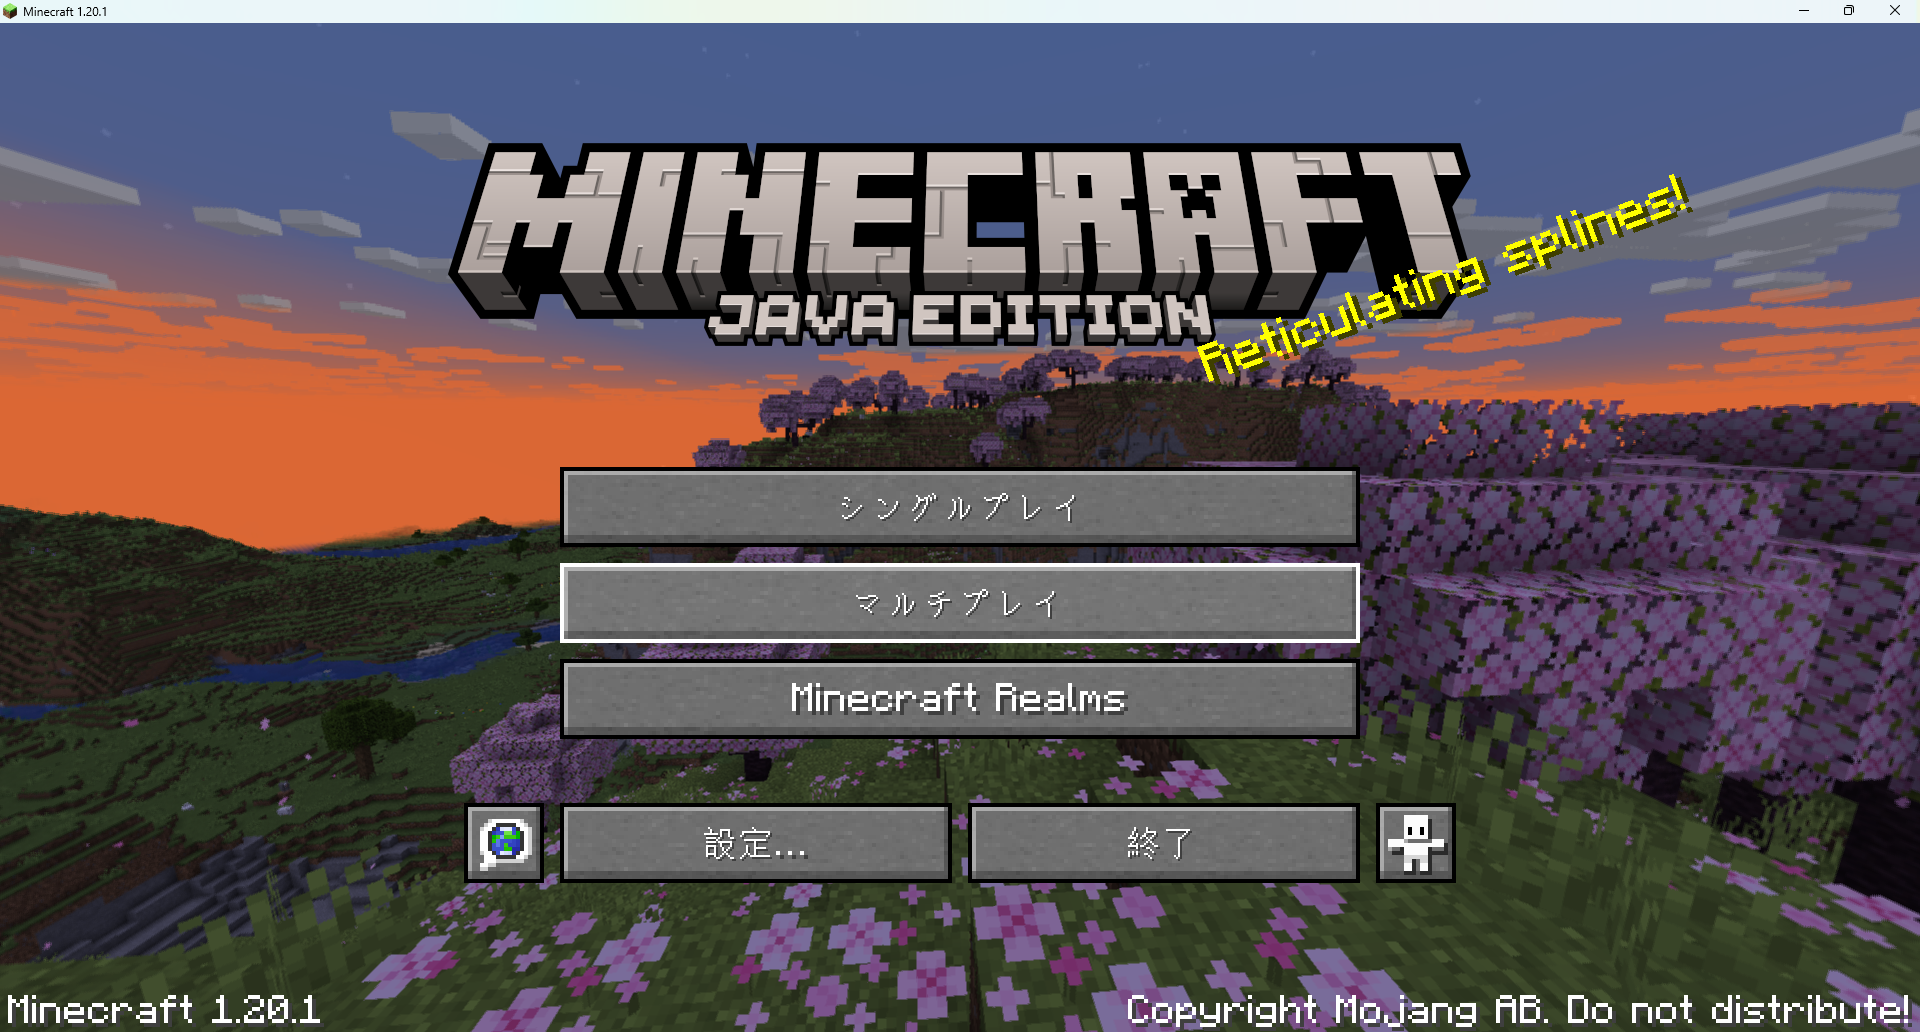 Minecraft 1.20.1
MINECRAFT
JAVA EDITION
Reticulating splines!
シングルプレイ
マルチプレイ
Minecraft Realms
設定...
終了
Minecraft 1.20.1
Copyright Mojang AB. Do not distribute!